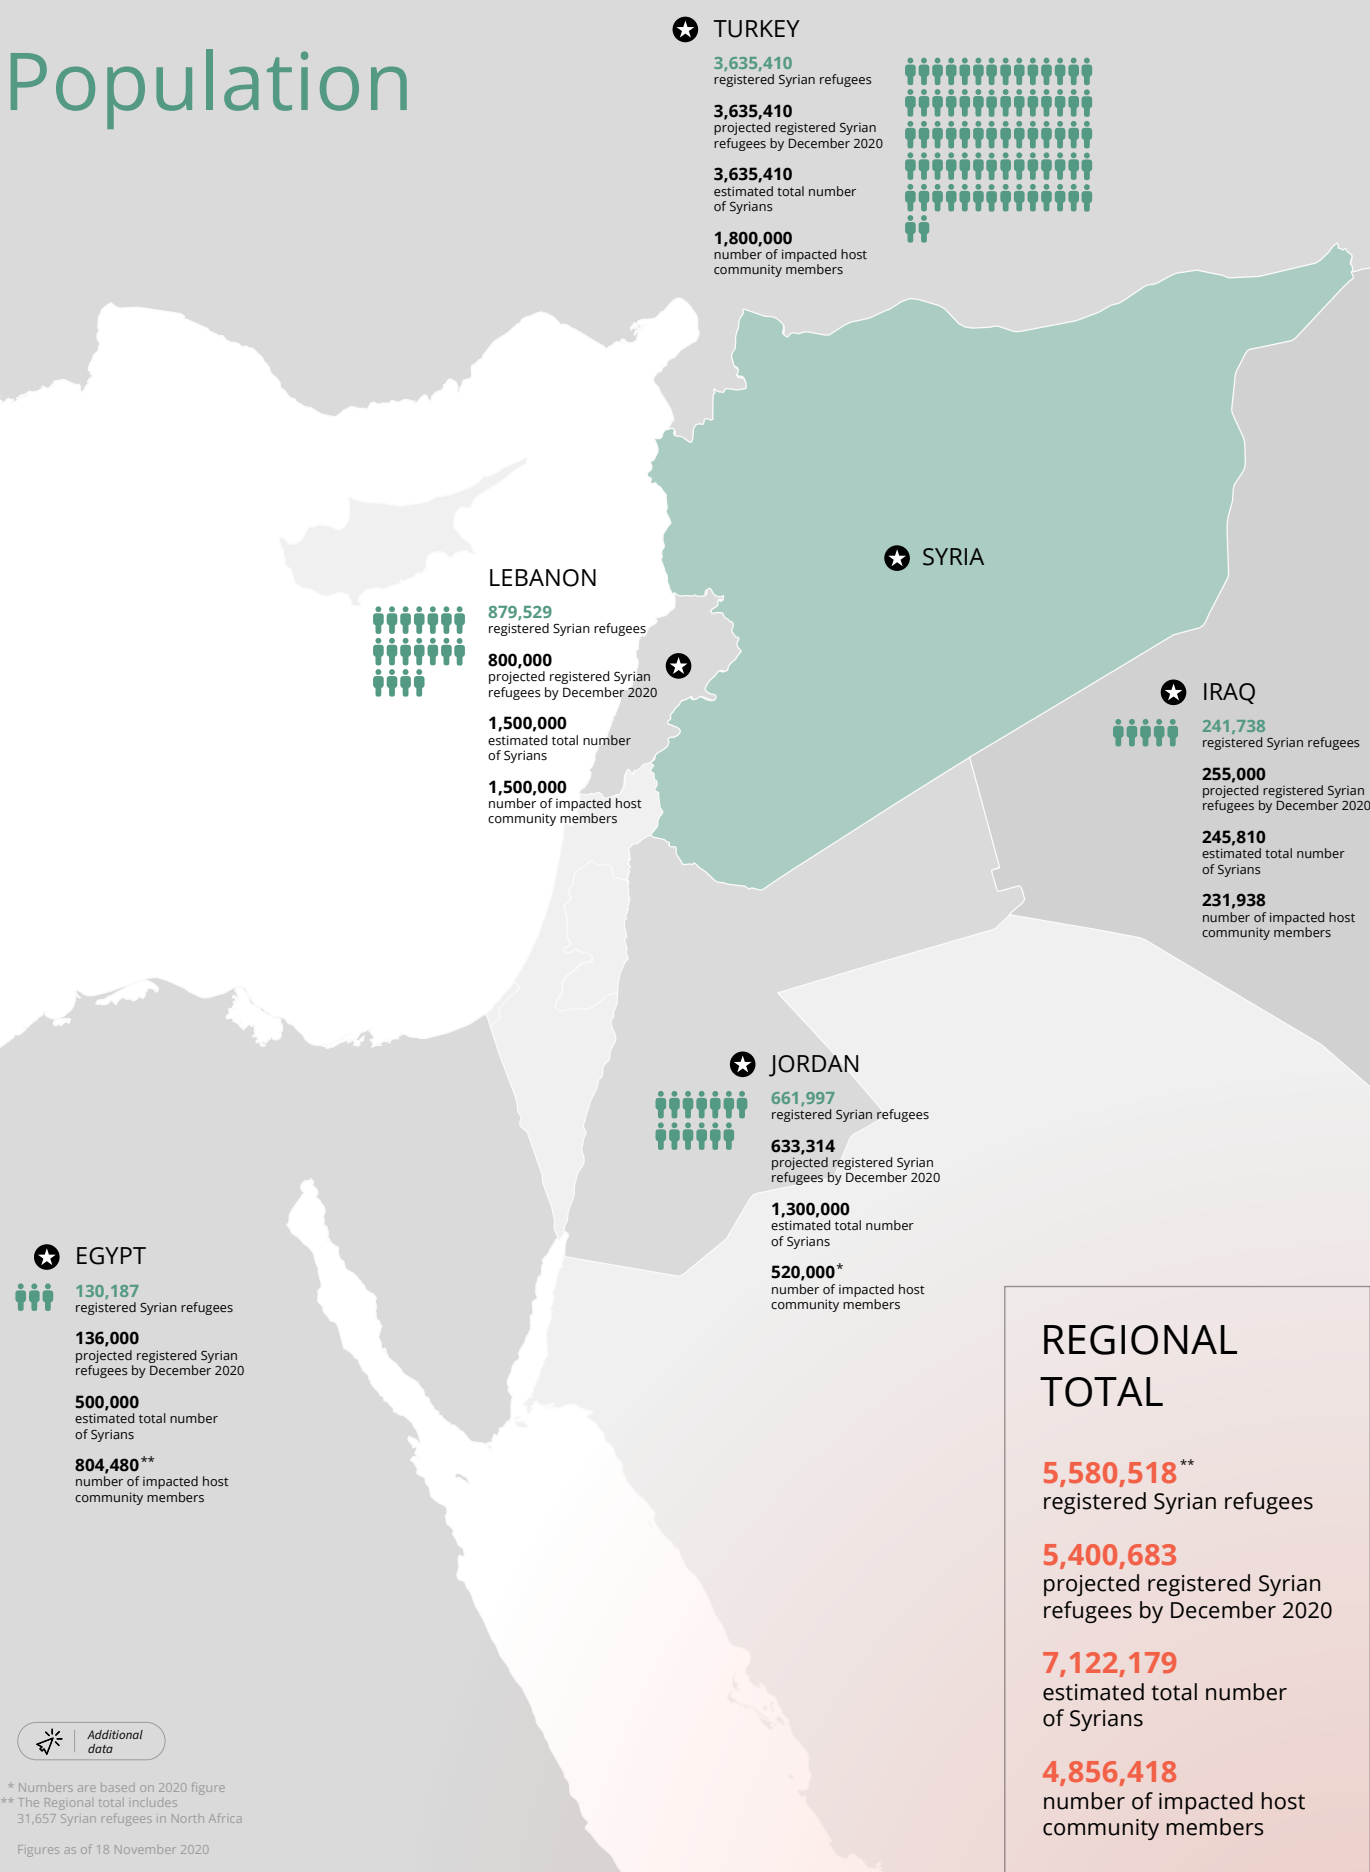 Population
TURKEY
3,635,410
registered Syrian refugees
3,635,410
projected registered Syrian
refugees by December 2020
3,635,410
estimated total number
of Syrians
1,800,000
number of impacted host
community members
SYRIA
LEBANON
879,529
registered Syrian refugees
800,000
projected registered Syrian
refugees by December 2020
1,500,000
estimated total number
of Syrians
1,500,000
number of impacted host
community members
IRAQ
241,738
registered Syrian refugees
255,000
projected registered Syrian
refugees by December 2020
245,810
estimated total number
of Syrians
231,938
number of impacted host
community members
JORDAN
661,997
registered Syrian refugees
633,314
projected registered Syrian
refugees by December 2020
1,300,000
estimated total number
of Syrians
520,000*
number of impacted host
community members
EGYPT
130,187
registered Syrian refugees
136,000
projected registered Syrian
refugees by December 2020
500,000
estimated total number
of Syrians
804,480**
number of impacted host
community members
REGIONAL
TOTAL
5,580,518**
registered Syrian refugees
5,400,683
projected registered Syrian
refugees by December 2020
7,122,179
estimated total number
of Syrians
4,856,418
number of impacted host
community members
Additional
data
* Numbers are based on 2020 figure
** The Regional total includes
31,657 Syrian refugees in North Africa
Figures as of 18 November 2020